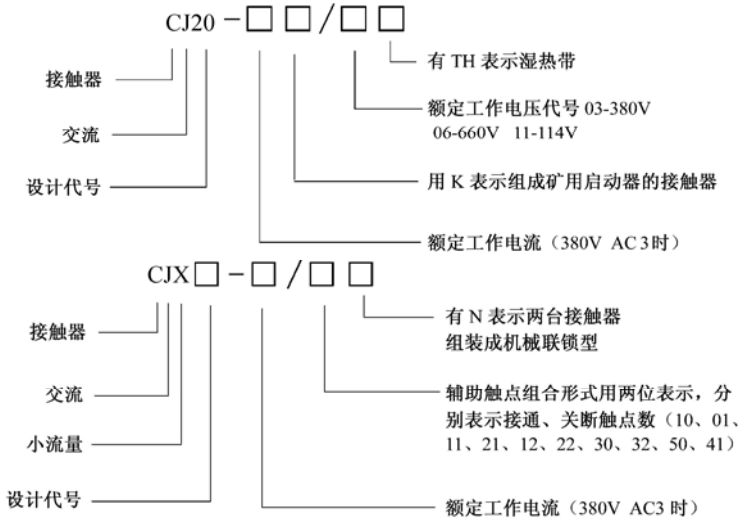 CJ20-□□/□□
接触器
交流
设计代号
有 TH 表示湿热带
额定工作电压代号 03-380V
06-660V 11-114V
用 K 表示组成矿用启动器的接触器
额定工作电流（380V AC3时）
CJX□-□/□□
接触器
交流
小流量
设计代号
有 N 表示两台接触器
组装成机械联锁型
辅助触点组合形式用两位表示，分
别表示接通、关断触点数（10、01、
11、21、12、22、30、32、50、41）
额定工作电流（380V AC3 时）